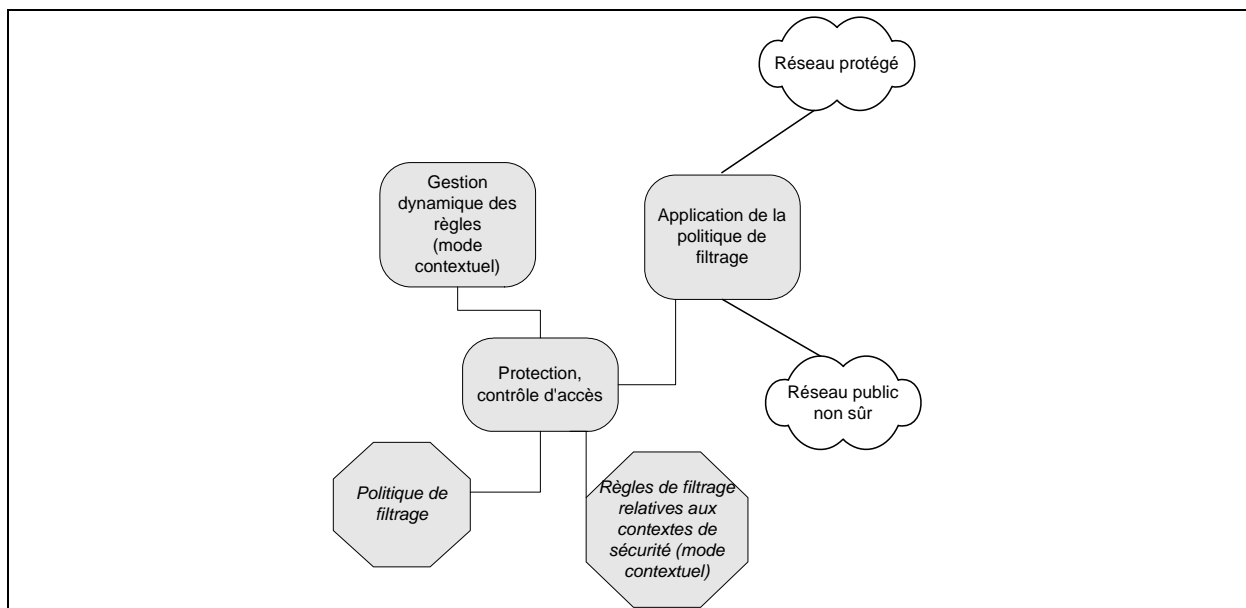 Réseau protégé
Gestion
dynamique des
règles
(mode
contextuel)
Application de la
politique de
filtrage
Protection,
contrôle d'accès
Réseau public
non sûr
Politique de
filtrage
Règles de filtrage
relatives aux
contextes de
sécurité (mode
contextuel)